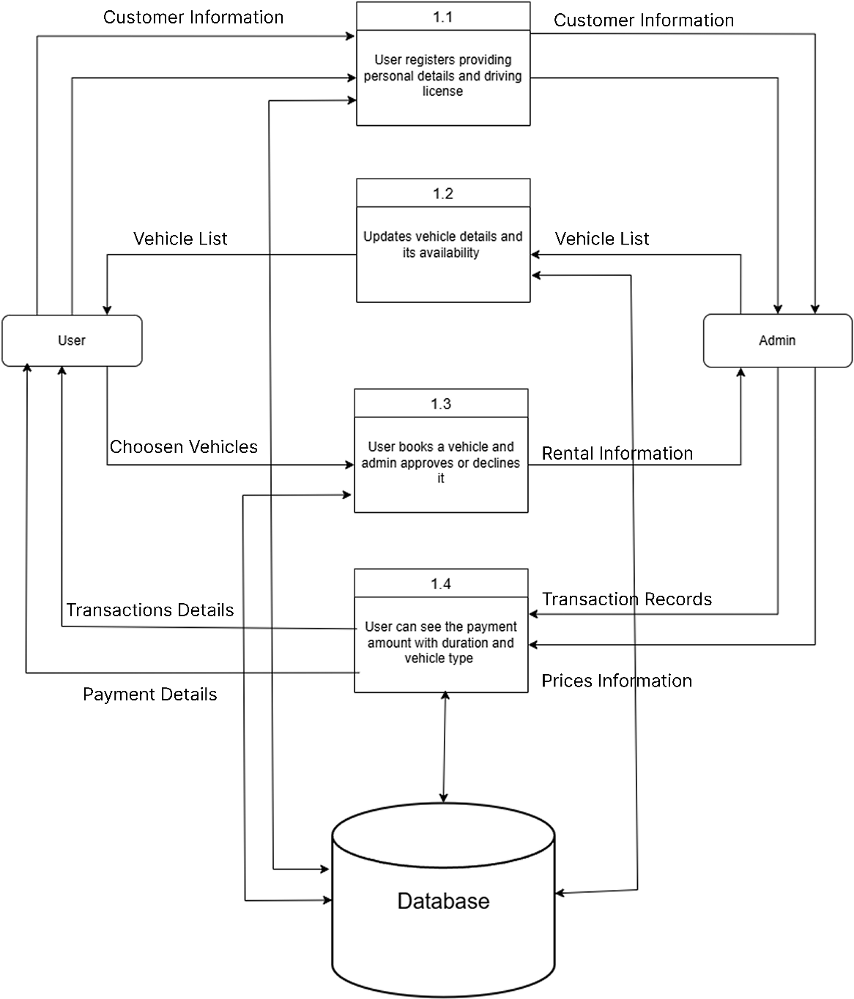 Customer Information
1.1
Customer Information
User registers providing
personal details and driving
license
1.2
Vehicle List
Updates vehicle details and
its availability
Vehicle List
User
Admin
1.3
Choosen Vehicles
User books a vehicle and
admin approves or declines
it
Rental Information
1.4
Transactions Details
Transaction Records
User can see the payment
amount with duration and
vehicle type
Payment Details
Prices Information
Database